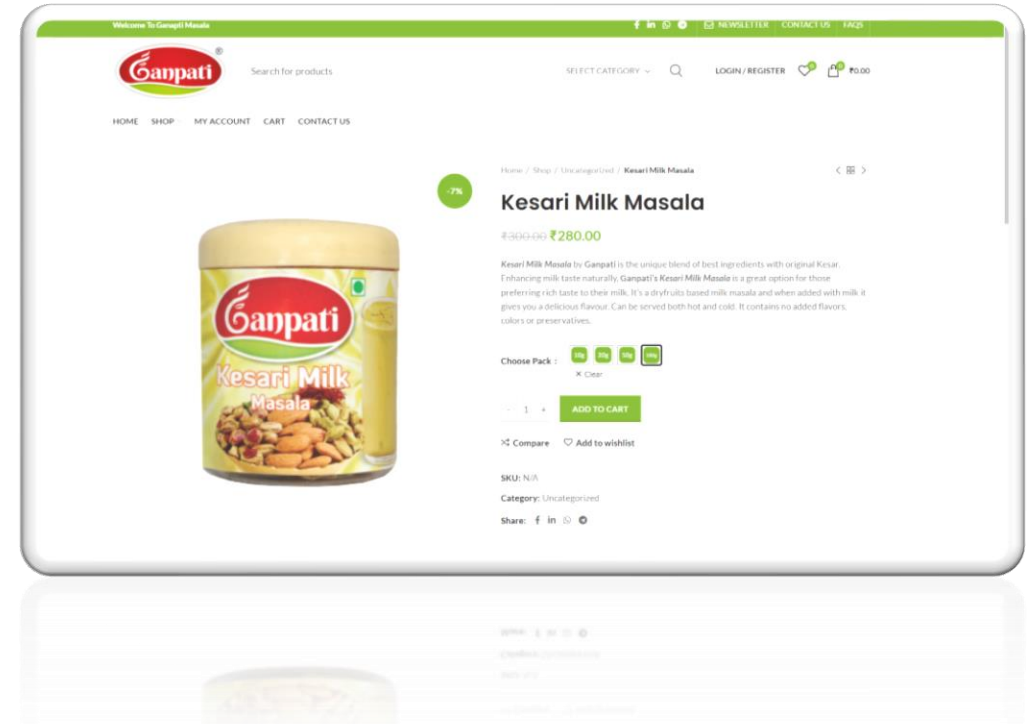 Welcome To Ganapti Masala
NEWSLETTER CONTACT US FAQS
Ganpati®
Search for products
SELECT CATEGORY
LOGIN / REGISTER
0
0
₹0.00
HOME SHOP MY ACCOUNT CART CONTACT US
-7%
Ganpati
Kesari Milk
Masala
Home / Shop / Uncategorized / Kesari Milk Masala
Kesari Milk Masala
₹300.00 ₹280.00
Kesari Milk Masala by Ganpati is the unique blend of best ingredients with original Kesar.
Enhancing milk taste naturally, Ganpati's Kesari Milk Masala is a great option for those
preferring rich taste to their milk. It's a dryfruits based milk masala and when added with milk it
gives you a delicious flavour. Can be served both hot and cold. It contains no added flavors,
colors or preservatives.
Choose Pack : 20g 50g
× Clear
- 1 +
ADD TO CART
Compare Add to wishlist
SKU: N/A
Category: Uncategorized
Share: